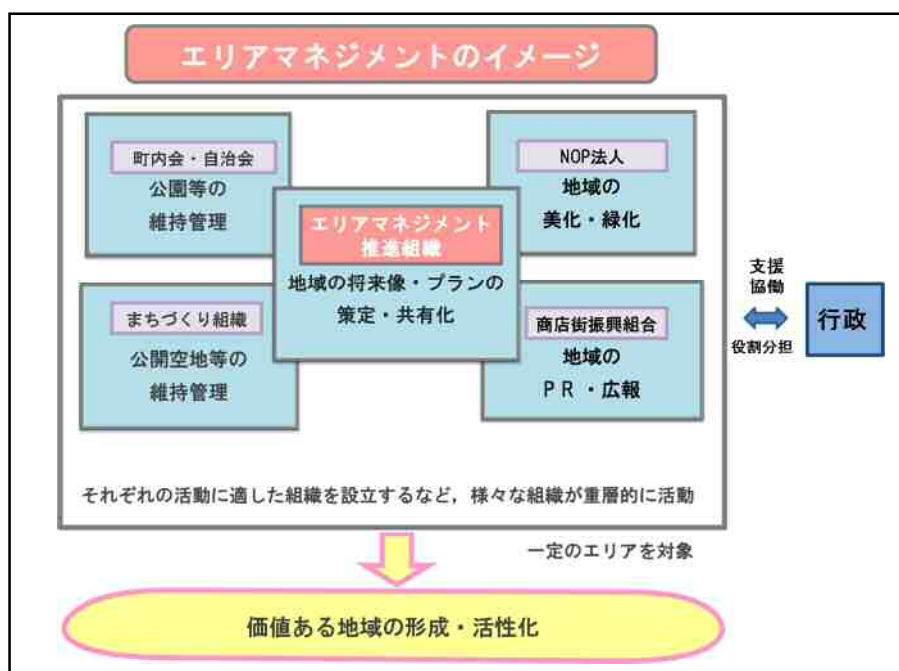 エリアマネジメントのイメージ
町内会・自治会
公園等の
維持管理
NOP法人
地域の
美化・緑化
エリアマネジメント
推進組織
地域の将来像・プランの
策定・共有化
まちづくり組織
公開空地等の
維持管理
商店街振興組合
地域の
ＰＲ・広報
支援
協働
役割分担
行政
それぞれの活動に適した組織を設立するなど，様々な組織が重層的に活動
一定のエリアを対象
価値ある地域の形成・活性化